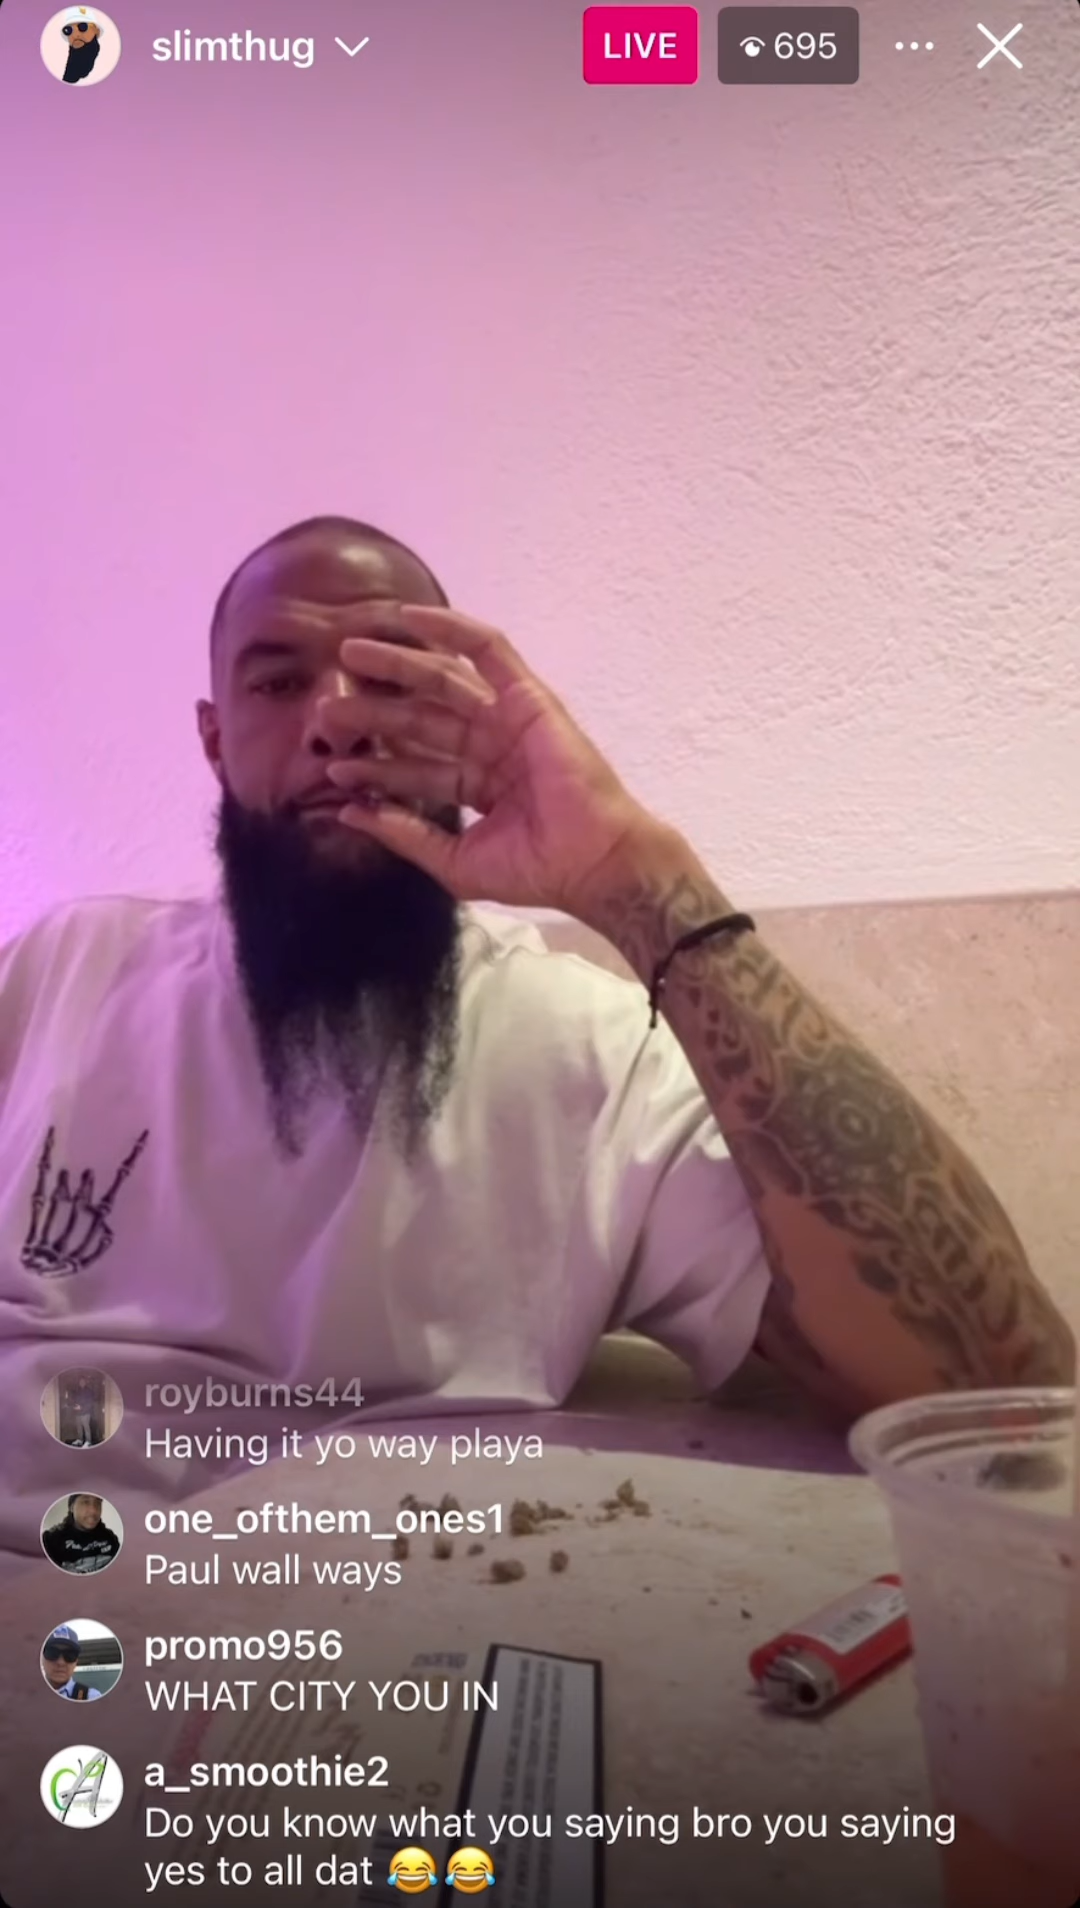 slimthug
LIVE
695
royburns44
Having it yo way playa
one_ofthem_ones1
Paul wall ways
promo956
WHAT CITY YOU IN
a_smoothie2
Do you know what you saying bro you saying
yes to all dat 😂😂